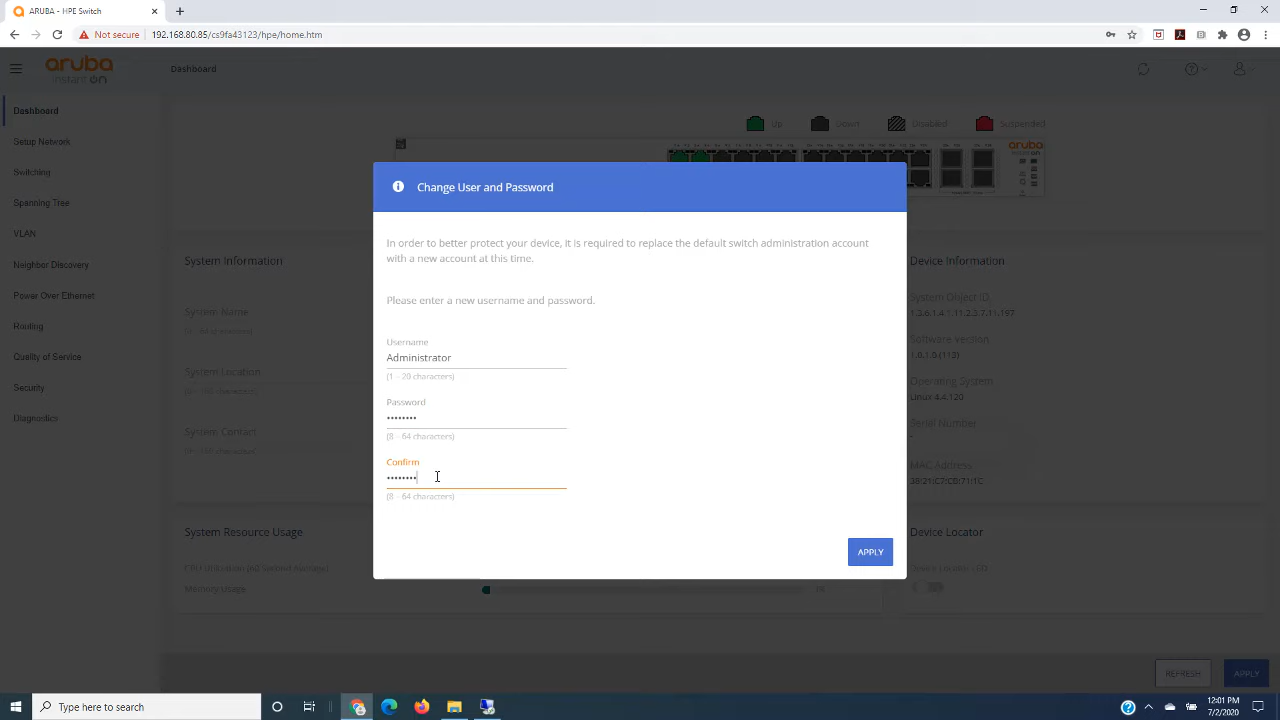 ARUBA - HPE Switch
Not secure 192.168.80.85/cs9fa43123/hpe/home.htm
aruba
instant on
Dashboard
Dashboard
Setup Network
Switching
Spanning Tree
VLAN
Neighbor Discovery
Power Over Ethernet
Routing
Quality of Service
Security
Diagnostics
Up Down Disabled Suspended
aruba
Change User and Password
In order to better protect your device, it is required to replace the default switch administration account
with a new account at this time.
Please enter a new username and password.
Username
Administrator
(1 - 20 characters)
Password
••••••••
(8 - 64 characters)
Confirm
••••••••
(8 - 64 characters)
APPLY
System Information
System Name
System Location
System Contact
Device Information
System Object ID
1.3.6.1.4.1.11.2.3.7.11.197
Software Version
1.0.1.0 (113)
Operating System
Linux 4.4.120
Serial Number
MAC Address
System Resource Usage
CPU Utilization (60 Second Average)
Memory Usage
Device Locator
REFRESH APPLY
Type here to search
12:01 PM
7/2/2020